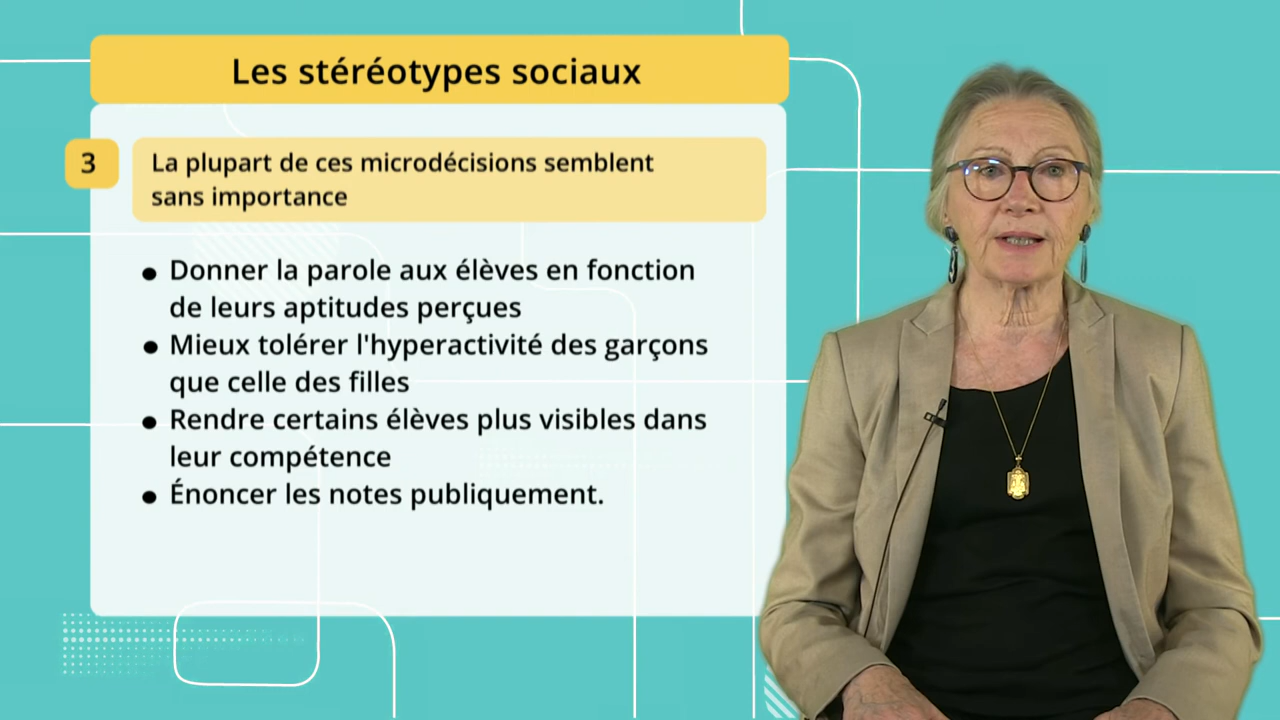 Les stéréotypes sociaux
3
La plupart de ces microdécisions semblent
sans importance
● Donner la parole aux élèves en fonction
de leurs aptitudes perçues
● Mieux tolérer l'hyperactivité des garçons
que celle des filles
● Rendre certains élèves plus visibles dans
leur compétence
● Énoncer les notes publiquement.